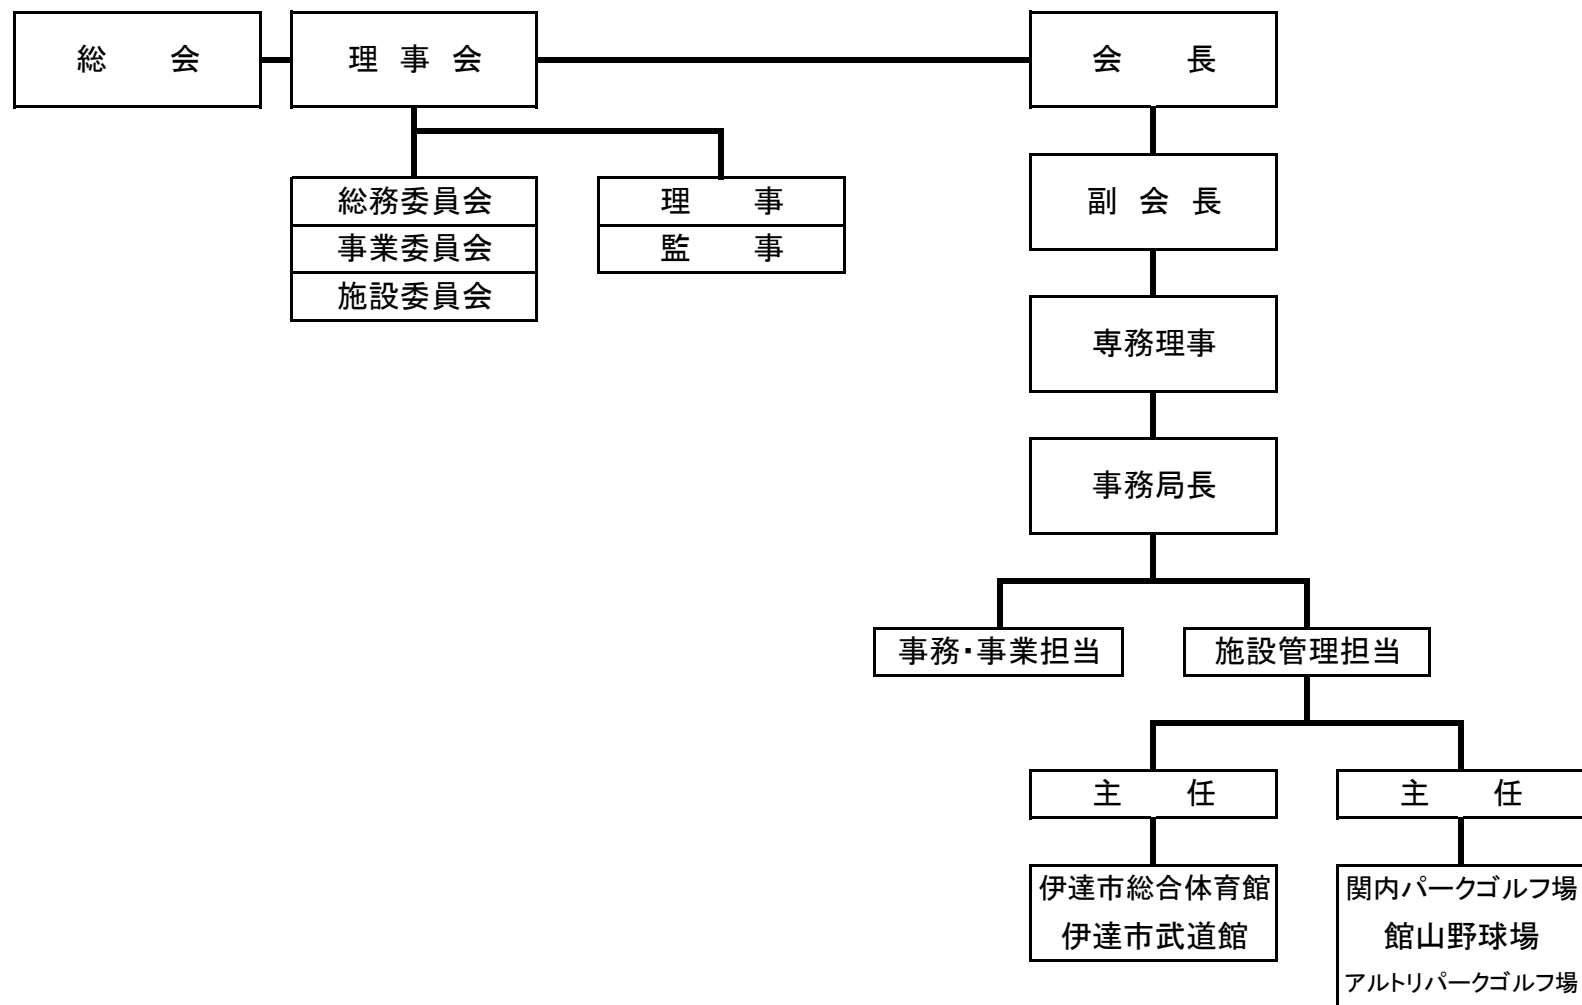 総　会
理 事 会
会　長
総務委員会
事業委員会
施設委員会
理　事
監　事
副 会 長
専務理事
事務局長
事務・事業担当
施設管理担当
主　任
主　任
伊達市総合体育館
伊達市武道館
関内パークゴルフ場
館山野球場
アルトリパークゴルフ場